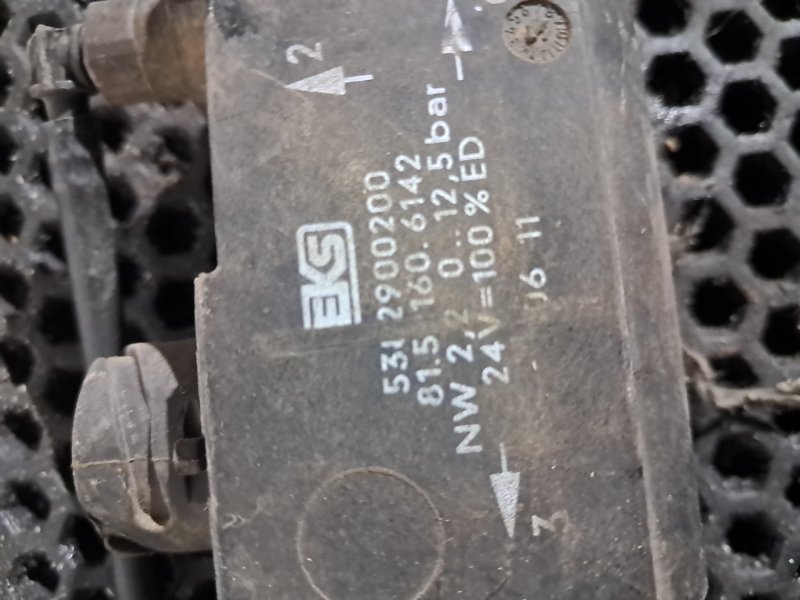 2
EKS
53I 2900200
81.5 160.6142
NW 2,2 0..12,5 bar
24V=100%ED
06 11
3